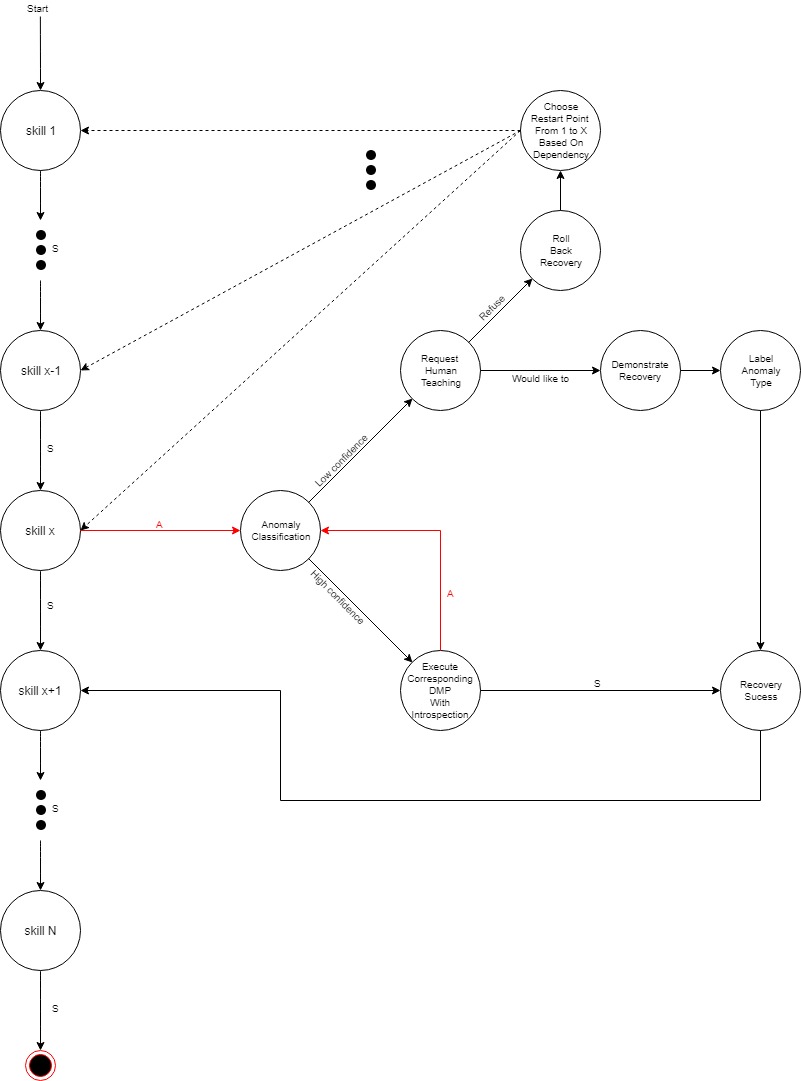 Start
skill 1
Choose
Restart Point
From 1 to X
Based On
Dependency
S
Roll
Back
Recovery
Refuse
skill x-1
Request
Human
Teaching
Would like to
Demonstrate
Recovery
Label
Anomaly
Type
S
Low confidence
skill x
A
Anomaly
Classification
High confidence
A
S
skill x+1
Execute
Corresponding
DMP
With
Introspection
S
Recovery
Sucess
S
skill N
S